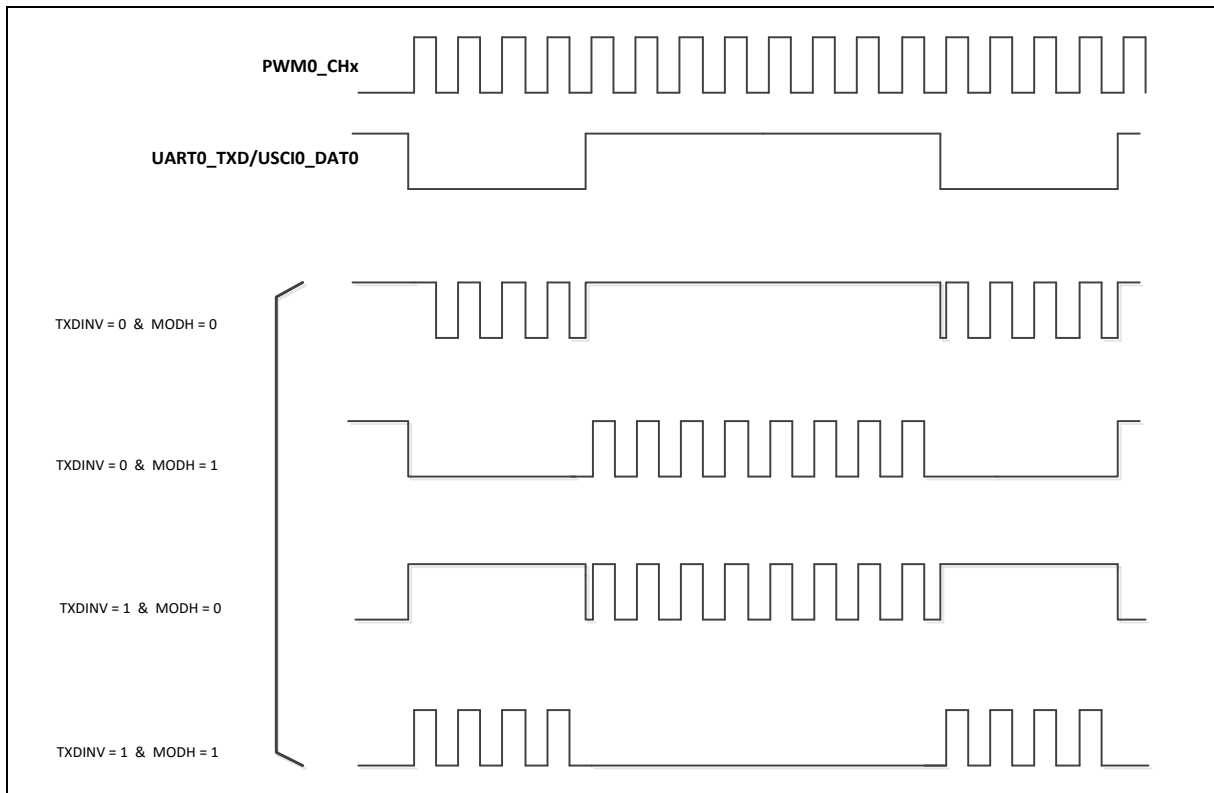 PWM0_CHx
UART0_TXD/USCI0_DAT0
TXDINV = 0 & MODH = 0
TXDINV = 0 & MODH = 1
TXDINV = 1 & MODH = 0
TXDINV = 1 & MODH = 1